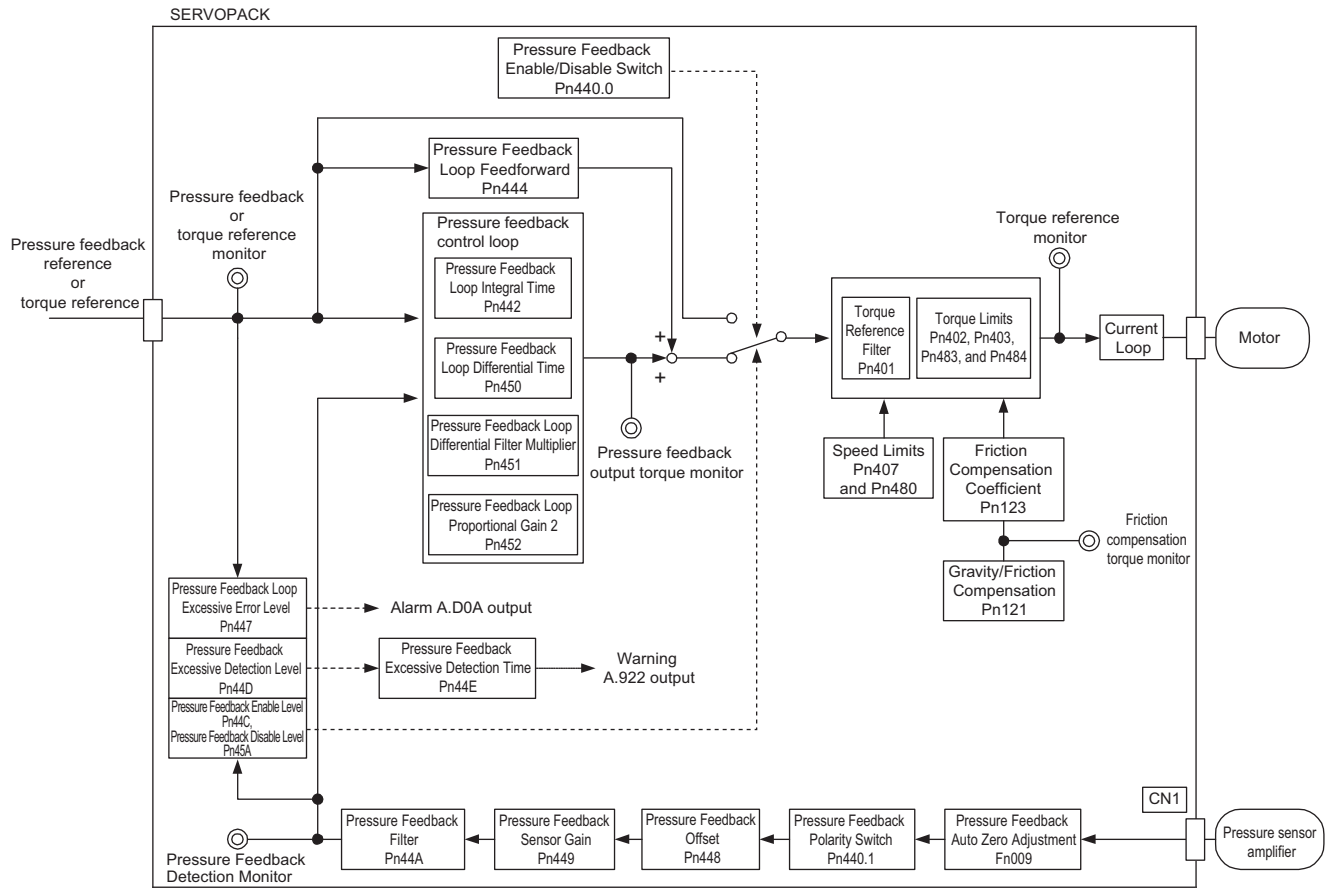 SERVOPACK
Pressure Feedback
Enable/Disable Switch
Pn440.0
Pressure Feedback
Loop Feedforward
Pn444
Pressure feedback
or
torque reference
monitor
Pressure feedback
reference
or
torque reference
Pressure feedback
control loop
Pressure Feedback
Loop Integral Time
Pn442
Pressure Feedback
Loop Differential Time
Pn450
Pressure Feedback Loop
Differential Filter Multiplier
Pn451
Pressure Feedback Loop
Proportional Gain 2
Pn452
+
+
Pressure feedback
output torque monitor
Torque reference
monitor
Torque
Reference
Filter
Pn401
Torque Limits
Pn402, Pn403,
Pn483, and Pn484
Current
Loop
Motor
Speed Limits
Pn407
and Pn480
Friction
Compensation
Coefficient
Pn123
Friction
compensation
torque monitor
Gravity/Friction
Compensation
Pn121
Pressure Feedback Loop
Excessive Error Level
Pn447
Alarm A.D0A output
Pressure Feedback
Excessive Detection Level
Pn44D
Pressure Feedback
Excessive Detection Time
Pn44E
Warning
A.922 output
Pressure Feedback Enable Level
Pn44C,
Pressure Feedback Disable Level
Pn45A
Pressure Feedback
Detection Monitor
Pressure Feedback
Filter
Pn44A
Pressure Feedback
Sensor Gain
Pn449
Pressure Feedback
Offset
Pn448
Pressure Feedback
Polarity Switch
Pn440.1
Pressure Feedback
Auto Zero Adjustment
Fn009
CN1
Pressure sensor
amplifier